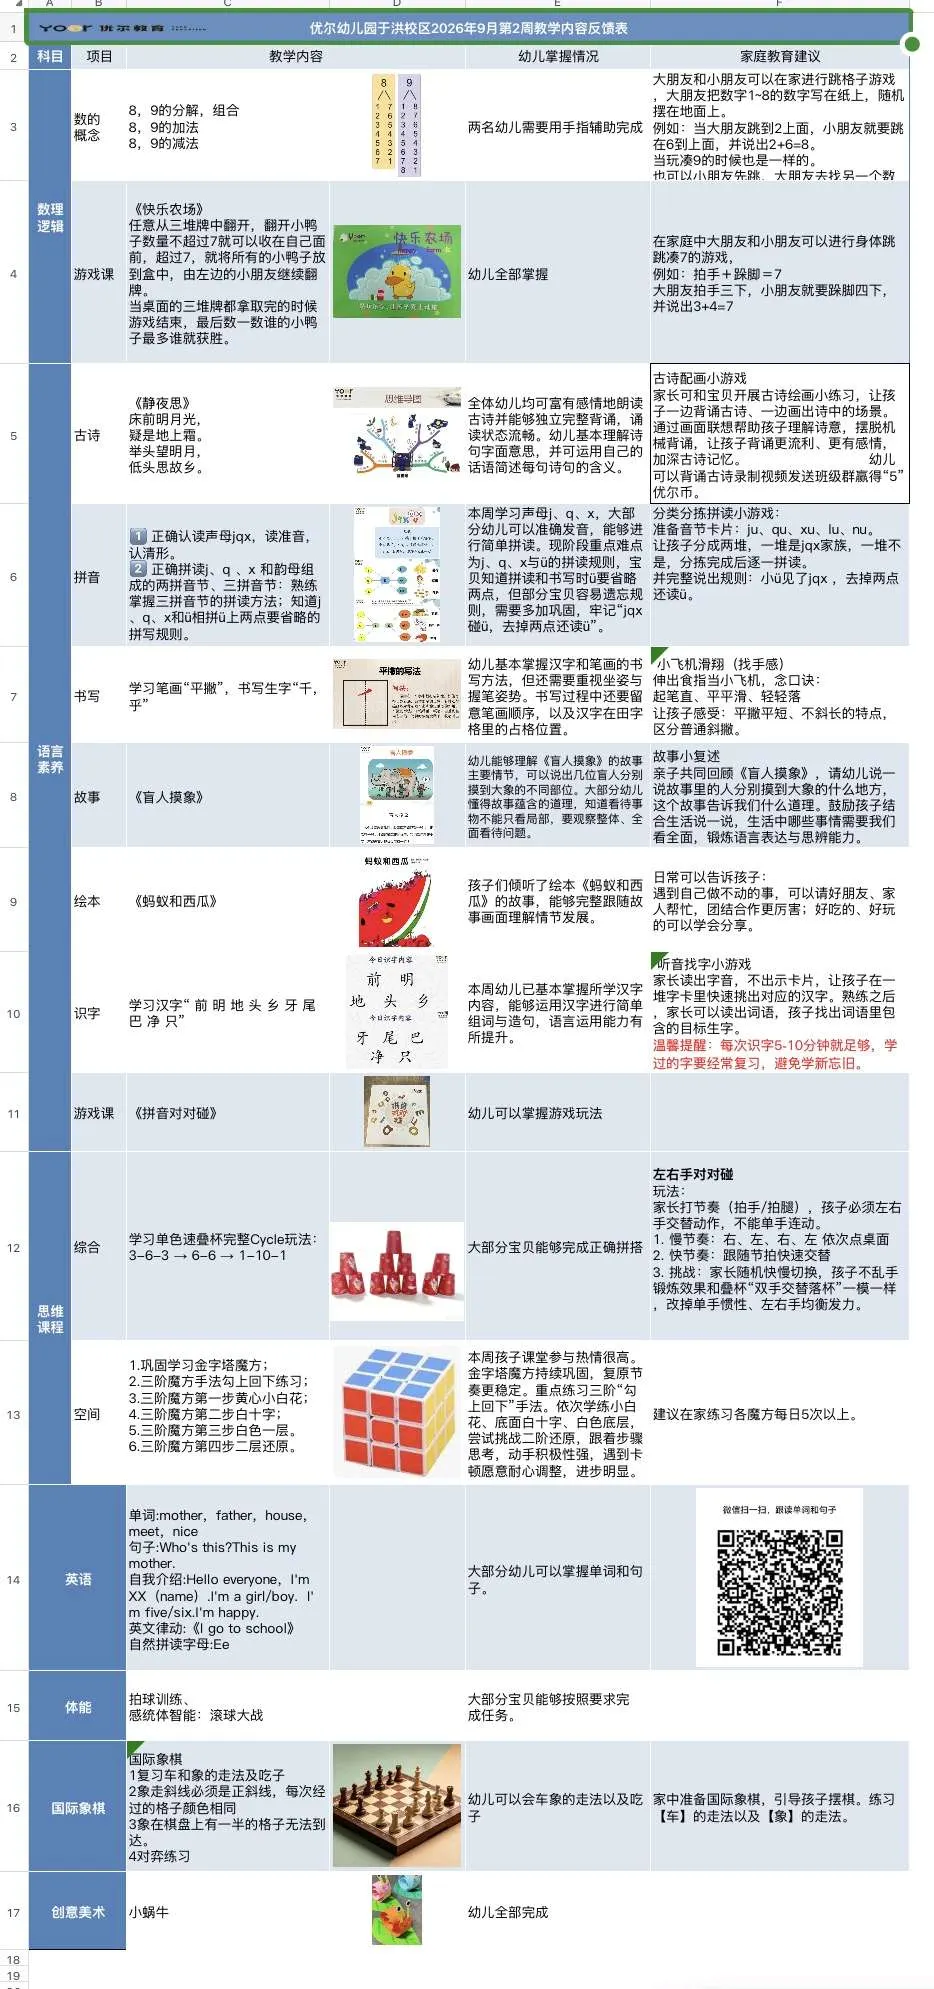 A B C D E F
1 YOer 优尔教育 优尔幼儿园于洪校区2026年9月第2周教学内容反馈表
2 科目 项目 教学内容 幼儿掌握情况 家庭教育建议
数理
逻辑
3
数的
概念
8，9的分解，组合
8，9的加法
8，9的减法
8 9
1 7 1 8
2 6 2 7
3 5 3 6
4 4 4 5
5 3 5 4
6 2 6 3
7 1 7 2
8 1
两名幼儿需要用手指辅助完成
大朋友和小朋友可以在家进行跳格子游戏
，大朋友把数字1~8的数字写在纸上，随机
摆在地面上。
例如：当大朋友跳到2上面，小朋友就要跳
在6到上面，并说出2+6=8。
当玩凑9的时候也是一样的。
也可以小朋友先跳，大朋友去找另一个数
4
游戏课
《快乐农场》
任意从三堆牌中翻开，翻开小鸭
子数量不超过7就可以收在自己面
前，超过7，就将所有的小鸭子放
到盒中，由左边的小朋友继续翻
牌。
当桌面的三堆牌都拿取完的时候
游戏结束，最后数一数谁的小鸭
子最多谁就获胜。
快乐农场
幼儿全部掌握
在家庭中大朋友和小朋友可以进行身体跳
跳凑7的游戏，
例如：拍手＋跺脚＝7
大朋友拍手三下，小朋友就要跺脚四下，
并说出3+4=7
语言
素养
5
古诗
《静夜思》
床前明月光，
疑是地上霜。
举头望明月，
低头思故乡。
YOer
思维导图
全体幼儿均可富有感情地朗读
古诗并能够独立完整背诵，诵
读状态流畅。幼儿基本理解诗
句字面意思，并可运用自己的
话语简述每句诗句的含义。
古诗配画小游戏
家长可和宝贝开展古诗绘画小练习，让孩
子一边背诵古诗、一边画出诗中的场景。
通过画面联想帮助孩子理解诗意，摆脱机
械背诵，让孩子背诵更流利、更有感情，
加深古诗记忆。 幼儿
可以背诵古诗录制视频发送班级群赢得“5”
优尔币。
6
拼音
1 正确认读声母jqx，读准音，
认清形。
2 正确拼读j、q 、x 和韵母组
成的两拼音节、三拼音节：熟练
掌握三拼音节的拼读方法；知道j
、q、x和ü相拼ü上两点要省略的
拼写规则。
本周学习声母j、q、x，大部
分幼儿可以准确发音，能够进
行简单拼读。现阶段重点难点
为j、q、x与ü的拼读规则，宝
贝知道拼读和书写时ü要省略
两点，但部分宝贝容易遗忘规
则，需要多加巩固，牢记“jqx
碰ü，去掉两点还读ü”。
分类分拣拼读小游戏：
准备音节卡片：ju、qu、xu、lu、nu。
让孩子分成两堆，一堆是jqx家族，一堆不
是，分拣完成后逐一拼读。
并完整说出规则：小ü见了jqx ，去掉两点
还读ü。
7
书写
学习笔画“平撇”，书写生字“千，
乎”
平撇的写法
幼儿基本掌握汉字和笔画的书
写方法，但还需要重视坐姿与
握笔姿势。书写过程中还要留
意笔画顺序，以及汉字在田字
格里的占格位置。
小飞机滑翔（找手感）
伸出食指当小飞机，念口诀：
起笔直、平平滑、轻轻落
让孩子感受：平撇平短、不斜长的特点，
区分普通斜撇。
8
故事
《盲人摸象》
盲人摸象
幼儿能够理解《盲人摸象》的故事
主要情节，可以说出几位盲人分别
摸到大象的不同部位。大部分幼儿
懂得故事蕴含的道理，知道看待事
物不能只看局部，要观察整体、全
面看待问题。
故事小复述
亲子共同回顾《盲人摸象》，请幼儿说一
说故事里的人分别摸到大象的什么地方，
这个故事告诉我们什么道理。鼓励孩子结
合生活说一说，生活中哪些事情需要我们
看全面，锻炼语言表达与思辨能力。
9
绘本
《蚂蚁和西瓜》
蚂蚁和西瓜
孩子们倾听了绘本《蚂蚁和西
瓜》的故事，能够完整跟随故
事画面理解情节发展。
日常可以告诉孩子：
遇到自己做不动的事，可以请好朋友、家
人帮忙，团结合作更厉害；好吃的、好玩
的可以学会分享。
10
识字
学习汉字“ 前 明 地 头 乡 牙 尾
巴 净 只”
今日识字内容
前 明
地 头 乡
今日识字内容
牙 尾 巴
净 只
本周幼儿已基本掌握所学汉字
内容，能够运用汉字进行简单
组词与造句，语言运用能力有
所提升。
听音找字小游戏
家长读出字音，不出示卡片，让孩子在一
堆字卡里快速挑出对应的汉字。熟练之后
，家长可以读出词语，孩子找出词语里包
含的目标生字。
温馨提醒：每次识字5-10分钟就足够，学
过的字要经常复习，避免学新忘旧。
11
游戏课
《拼音对对碰》
幼儿可以掌握游戏玩法
思维
课程
12
综合
学习单色速叠杯完整Cycle玩法：
3–6–3 → 6–6 → 1–10–1
大部分宝贝能够完成正确拼搭
左右手对对碰
玩法：
家长打节奏（拍手/拍腿），孩子必须左右
手交替动作，不能单手连动。
1. 慢节奏：右、左、右、左 依次点桌面
2. 快节奏：跟随节拍快速交替
3. 挑战：家长随机快慢切换，孩子不乱手
锻炼效果和叠杯“双手交替落杯”一模一样
，改掉单手惯性、左右手均衡发力。
13
空间
1.巩固学习金字塔魔方；
2.三阶魔方手法勾上回下练习；
3.三阶魔方第一步黄心小白花；
4.三阶魔方第二步白十字；
5.三阶魔方第三步白色一层。
6.三阶魔方第四步二层还原。
本周孩子课堂参与热情很高。
金字塔魔方持续巩固，复原节
奏更稳定。重点练习三阶“勾
上回下”手法。依次学练小白
花、底面白十字、白色底层，
尝试挑战二阶还原，跟着步骤
思考，动手积极性强，遇到卡
顿愿意耐心调整，进步明显。
建议在家练习各魔方每日5次以上。
14
英语
单词:mother，father，house，
meet，nice
句子:Who's this?This is my
mother.
自我介绍:Hello everyone，I'm
XX（name）.I'm a girl/boy. I'
m five/six.I'm happy.
英文律动:《I go to school》
自然拼读字母:Ee
大部分幼儿可以掌握单词和句
子。
微信扫一扫，跟读单词和句子
15
体能
拍球训练、
感统体智能：滚球大战
大部分宝贝能够按照要求完
成任务。
16
国际象棋
国际象棋
1复习车和象的走法及吃子
2象走斜线必须是正斜线，每次经
过的格子颜色相同
3象在棋盘上有一半的格子无法到
达。
4对弈练习
幼儿可以会车象的走法以及吃
子
家中准备国际象棋，引导孩子摆棋。练习
【车】的走法以及【象】的走法。
17
创意美术
小蜗牛
幼儿全部完成
18
19